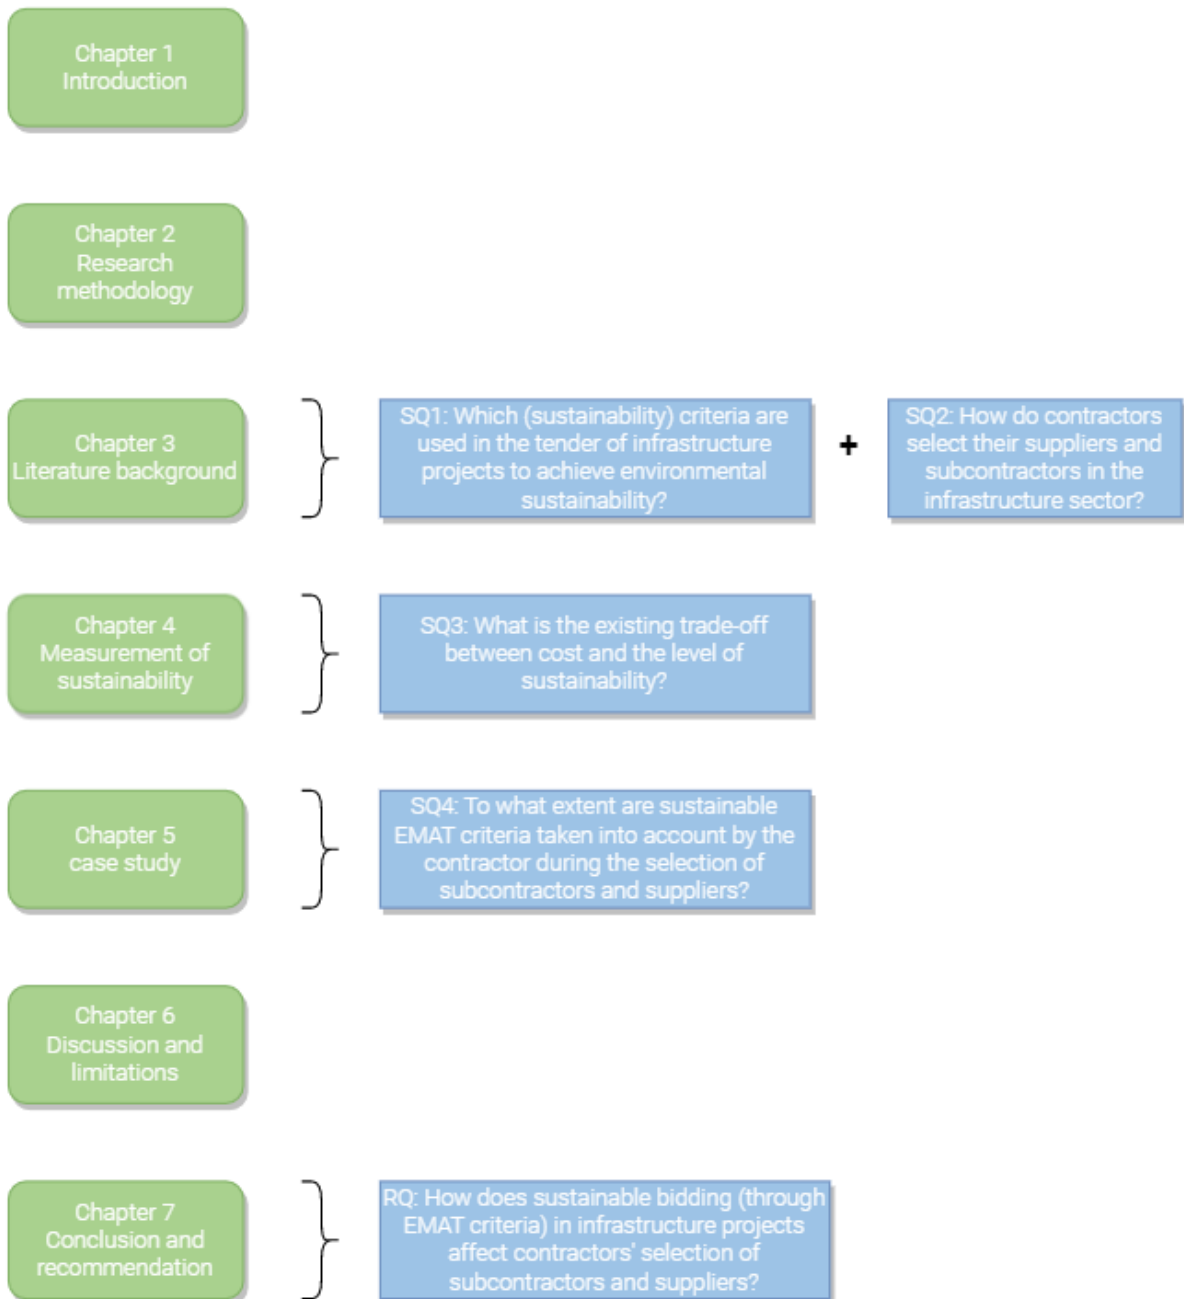 Chapter 1
Introduction
Chapter 2
Research
methodology
Chapter 3
Literature background
SQ1: Which (sustainability) criteria are
used in the tender of infrastructure
projects to achieve environmental
sustainability?
+
SQ2: How do contractors
select their suppliers and
subcontractors in the
infrastructure sector?
Chapter 4
Measurement of
sustainability
SQ3: What is the existing trade-off
between cost and the level of
sustainability?
Chapter 5
case study
SQ4: To what extent are sustainable
EMAT criteria taken into account by the
contractor during the selection of
subcontractors and suppliers?
Chapter 6
Discussion and
limitations
Chapter 7
Conclusion and
recommendation
RQ: How does sustainable bidding (through
EMAT criteria) in infrastructure projects
affect contractors' selection of
subcontractors and suppliers?